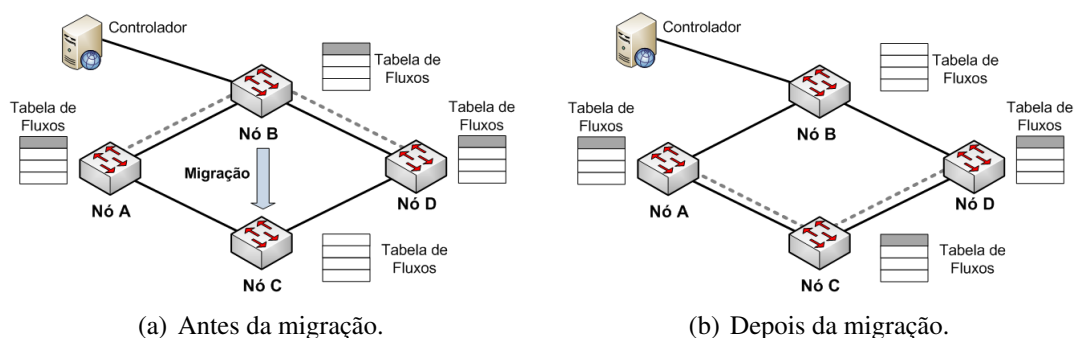 Controlador
Tabela de
Fluxos
Tabela de
Fluxos
Nó B
Tabela de
Fluxos
Migração
Nó A
Nó D
Tabela de
Fluxos
Nó C
(a) Antes da migração.
Controlador
Tabela de
Fluxos
Tabela de
Fluxos
Nó B
Tabela de
Fluxos
Nó A
Nó D
Tabela de
Fluxos
Nó C
(b) Depois da migração.